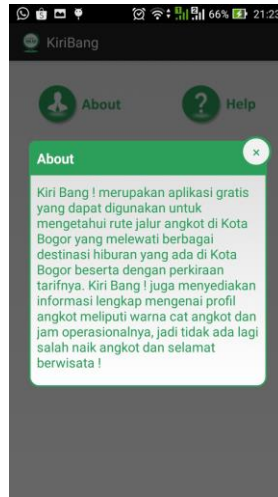 66% 21:23
KiriBang
About
Help
About
Kiri Bang ! merupakan aplikasi gratis
yang dapat digunakan untuk
mengetahui rute jalur angkot di Kota
Bogor yang melewati berbagai
destinasi hiburan yang ada di Kota
Bogor beserta dengan perkiraan
tarifnya. Kiri Bang ! juga menyediakan
informasi lengkap mengenai profil
angkot meliputi warna cat angkot dan
jam operasionalnya, jadi tidak ada lagi
salah naik angkot dan selamat
berwisata !